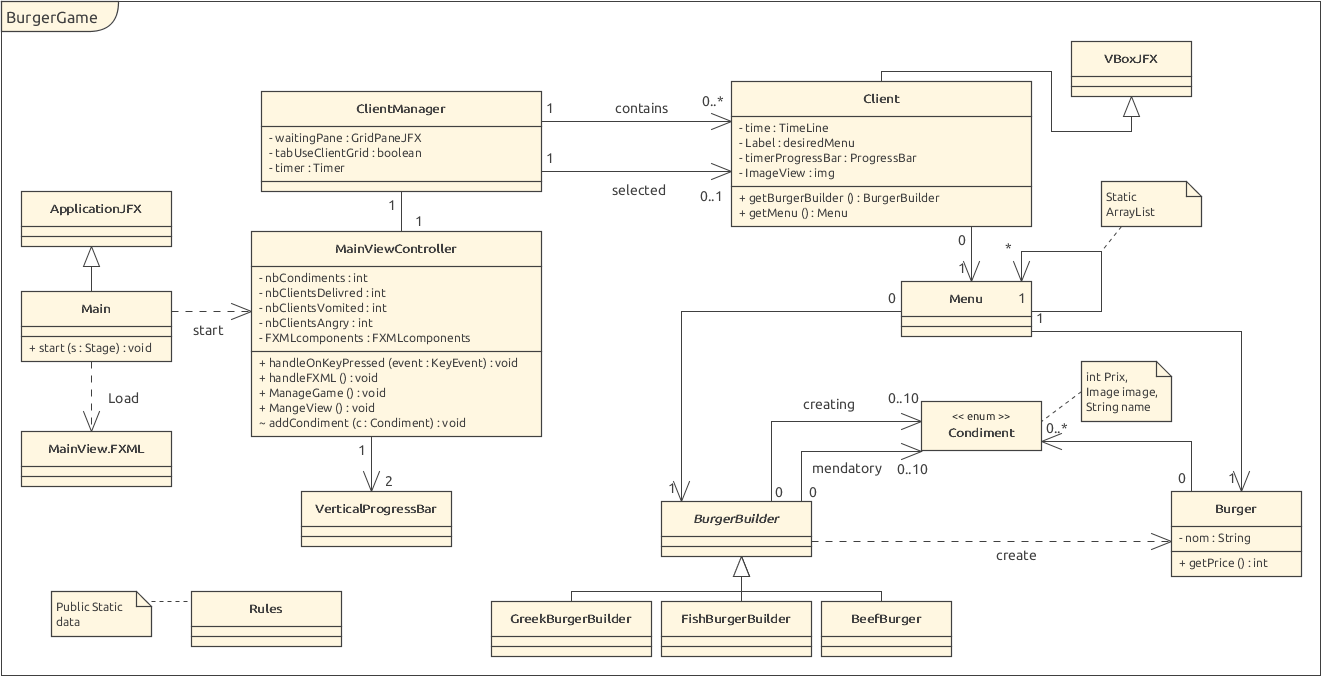 BurgerGame
VBoxJFX
ClientManager
- waitingPane : GridPaneJFX
- tabUseClientGrid : boolean
- timer : Timer
1
contains
0..*
1
selected
0..1
Client
- time : TimeLine
- Label : desiredMenu
- timerProgressBar : ProgressBar
- ImageView : img
+ getBurgerBuilder () : BurgerBuilder
+ getMenu () : Menu
Static
ArrayList
ApplicationJFX
1
1
MainViewController
- nbCondiments : int
- nbClientsDelivred : int
- nbClientsVomited : int
- nbClientsAngry : int
- FXMLcomponents : FXMLcomponents
+ handleOnKeyPressed (event : KeyEvent) : void
+ handleFXML () : void
+ ManageGame () : void
+ MangeView () : void
~ addCondiment (c : Condiment) : void
0
1
*
1
Menu
0
1
Main
+ start (s : Stage) : void
start
Load
MainView.FXML
1
2
VerticalProgressBar
int Prix,
Image image,
String name
creating
0..10
<< enum >>
Condiment
0..*
mendatory
0..10
1
0
0
0
1
BurgerBuilder
create
Burger
- nom : String
+ getPrice () : int
Public Static
data
Rules
GreekBurgerBuilder
FishBurgerBuilder
BeefBurger